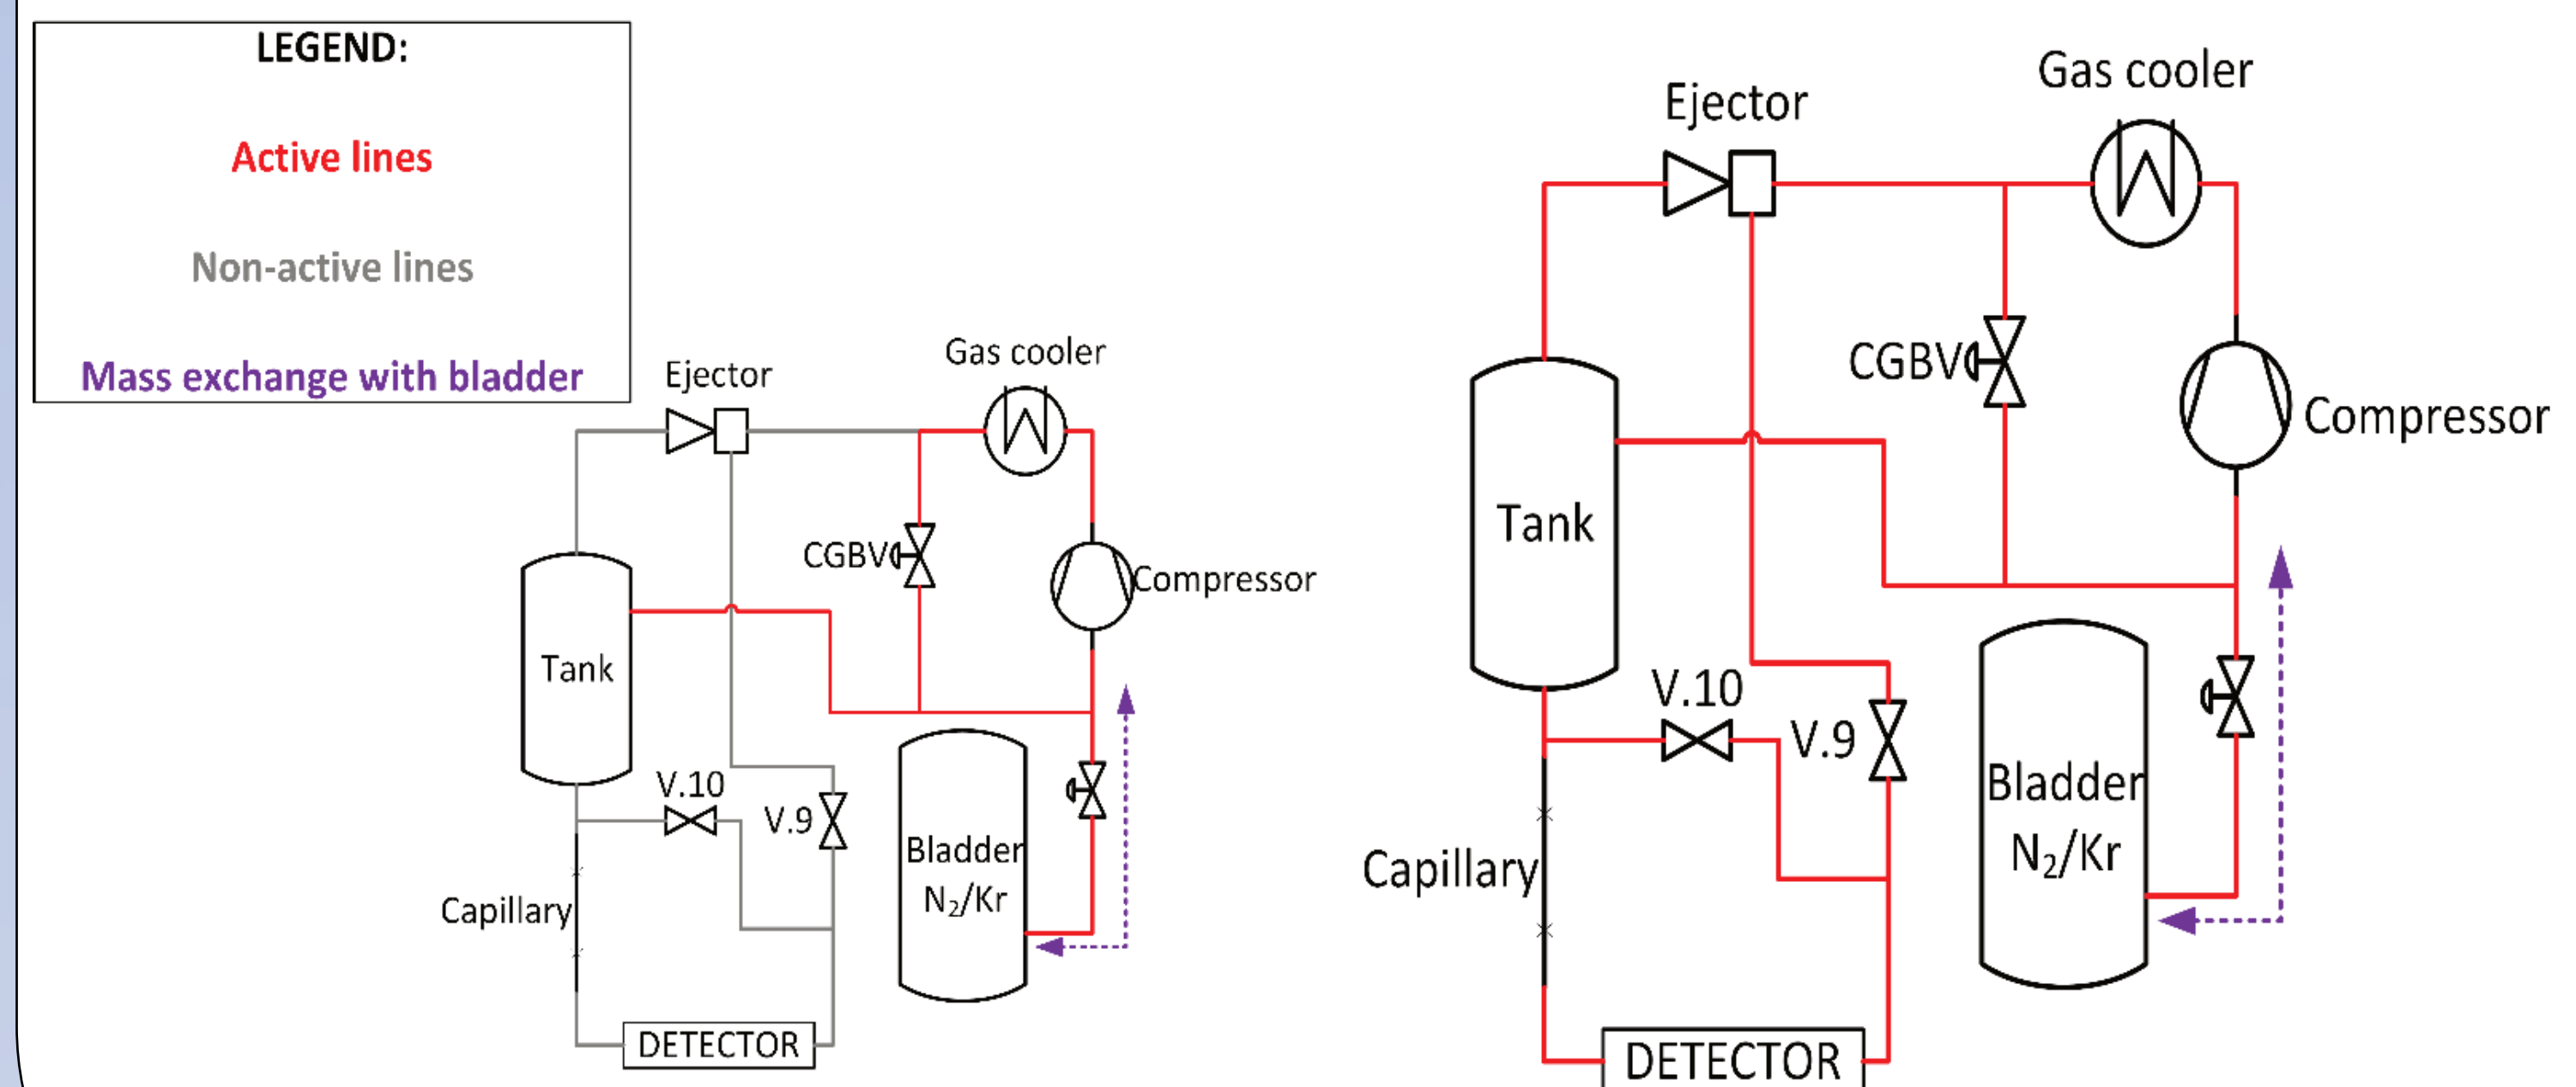 LEGEND:
Active lines
Non-active lines
Mass exchange with bladder
Ejector
Gas cooler
CGBV
Compressor
Tank
V.10
V.9
Capillary
Bladder
N₂/Kr
DETECTOR
Gas cooler
Ejector
CGBV
Compressor
Tank
V.10
V.9
Bladder
N₂/Kr
Capillary
DETECTOR